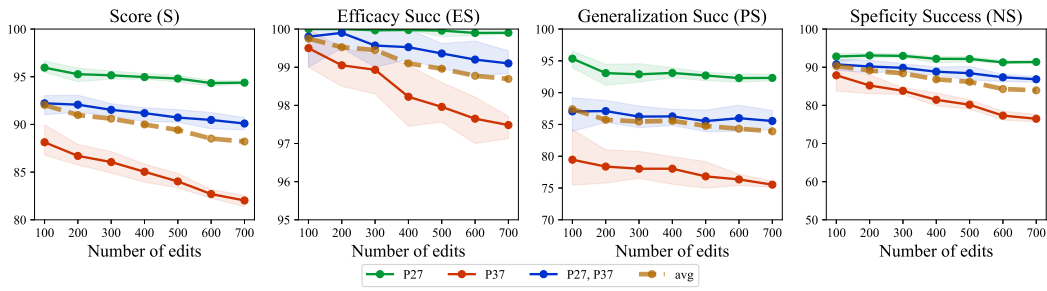 Score (S)
100
95
90
85
80
100 200 300 400 500 600 700
Number of edits
Efficacy Succ (ES)
100
99
98
97
96
95
100 200 300 400 500 600 700
Number of edits
Generalization Succ (PS)
100
95
90
85
80
75
70
100 200 300 400 500 600 700
Number of edits
Speficity Success (NS)
100
90
80
70
60
50
100 200 300 400 500 600 700
Number of edits
P27 P37 P27, P37 avg